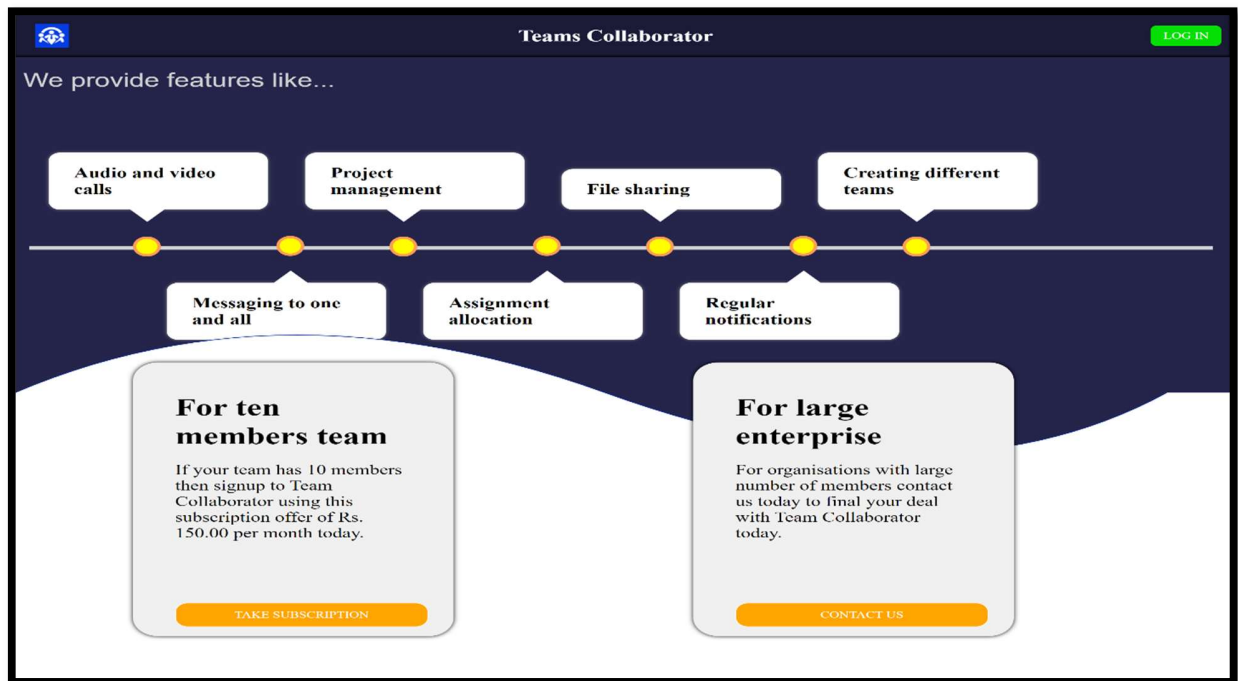 Teams Collaborator
LOG IN
We provide features like...
Audio and video
calls
Project
management
File sharing
Creating different
teams
Messaging to one
and all
Assignment
allocation
Regular
notifications
For ten
members team
If your team has 10 members
then signup to Team
Collaborator using this
subscription offer of Rs.
150.00 per month today.
TAKE SUBSCRIPTION
For large
enterprise
For organisations with large
number of members contact
us today to final your deal
with Team Collaborator
today.
CONTACT US